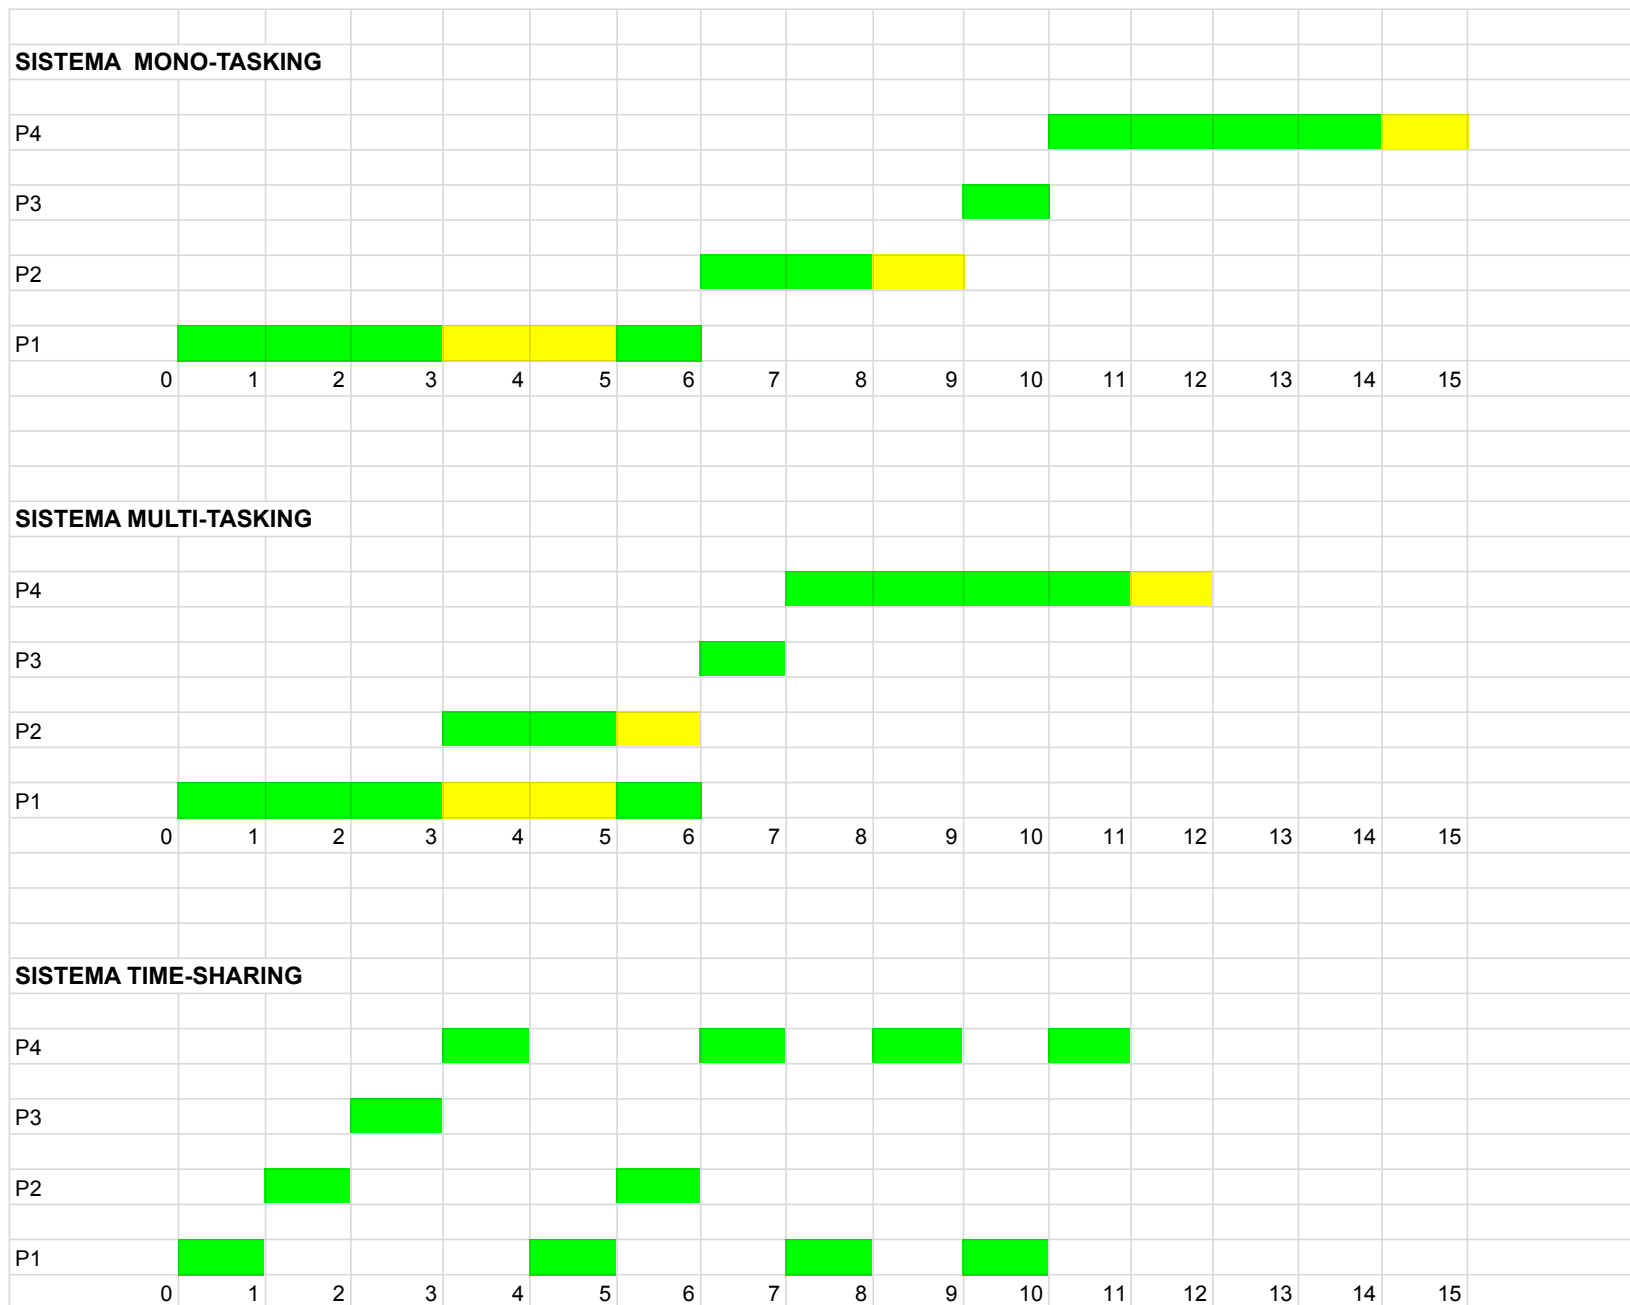 SISTEMA  MONO-TASKING
P4
P3
P2
P1
0 1 2 3 4 5 6 7 8 9 10 11 12 13 14 15
SISTEMA MULTI-TASKING
P4
P3
P2
P1
0 1 2 3 4 5 6 7 8 9 10 11 12 13 14 15
SISTEMA TIME-SHARING
P4
P3
P2
P1
0 1 2 3 4 5 6 7 8 9 10 11 12 13 14 15